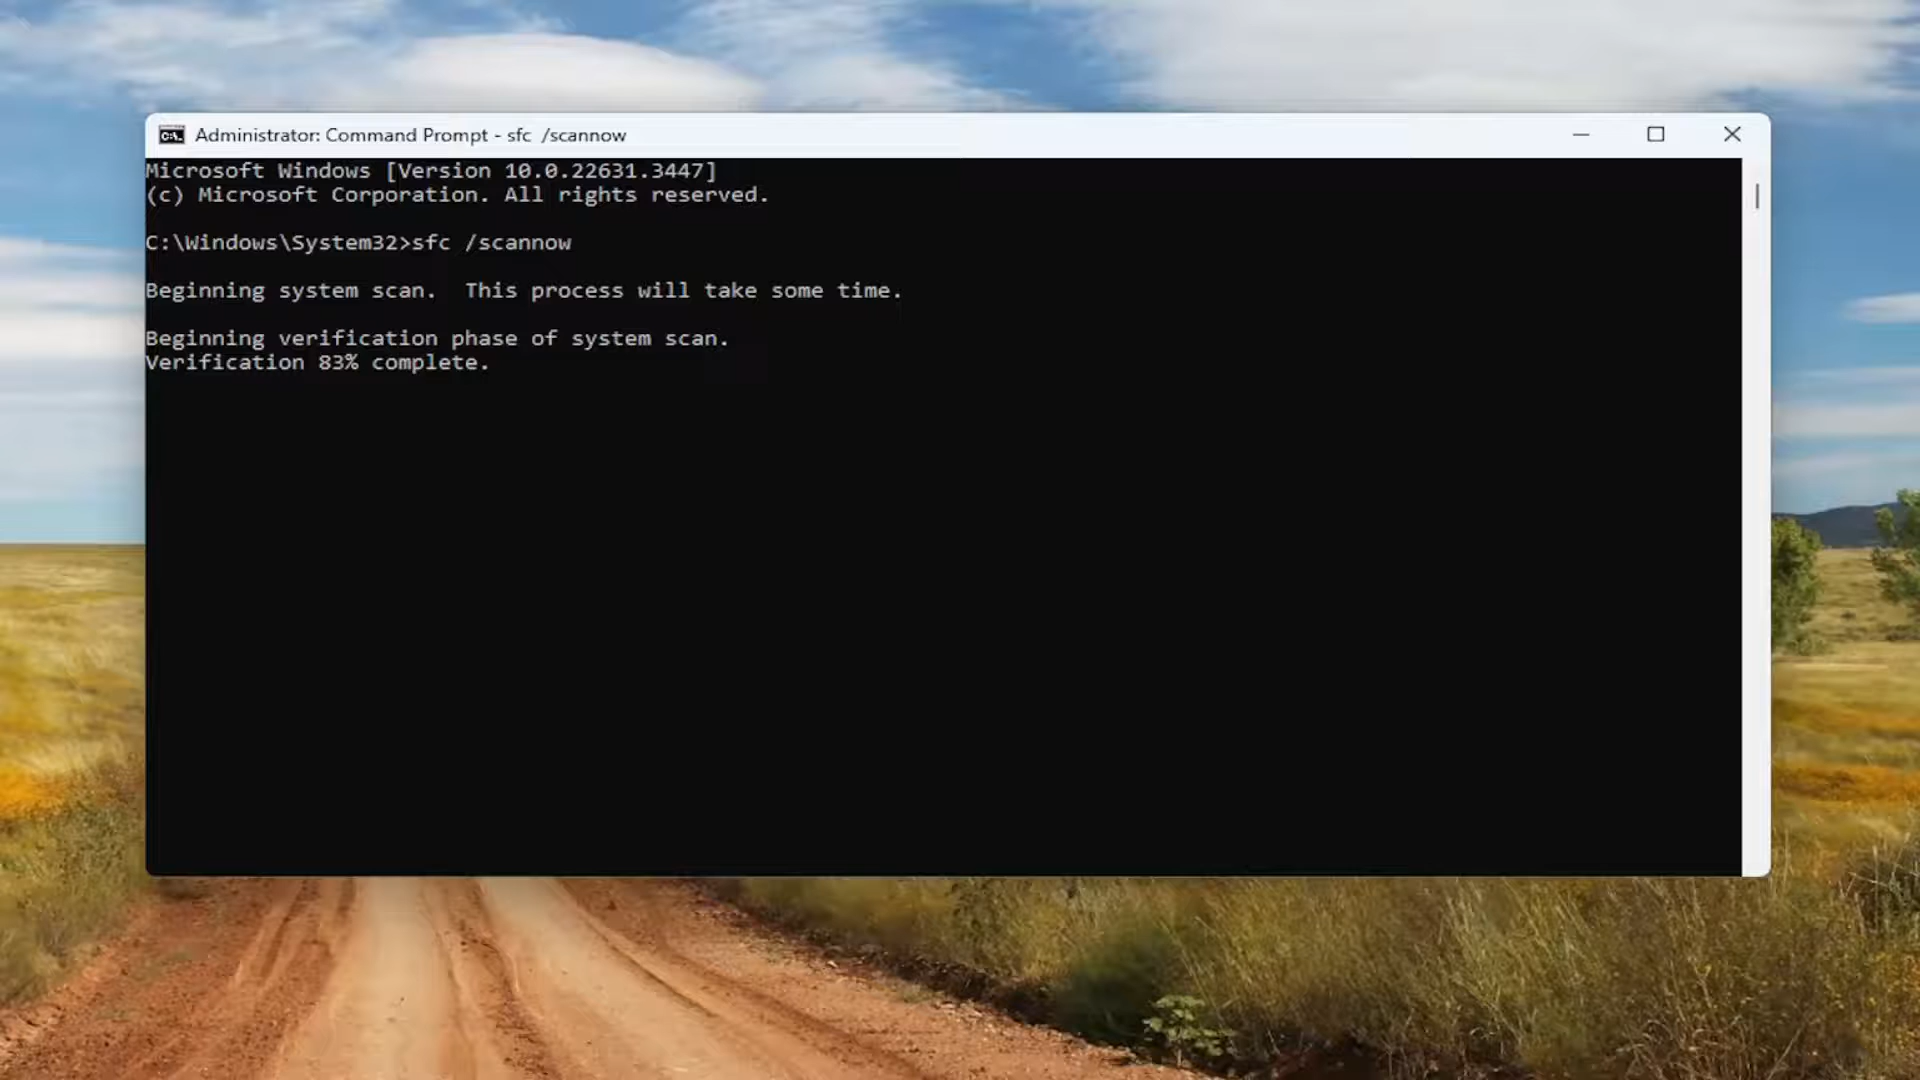 Administrator: Command Prompt - sfc  /scannow
Microsoft Windows [Version 10.0.22631.3447]
(c) Microsoft Corporation. All rights reserved.
C:\Windows\System32>sfc /scannow
Beginning system scan.  This process will take some time.
Beginning verification phase of system scan.
Verification 83% complete.